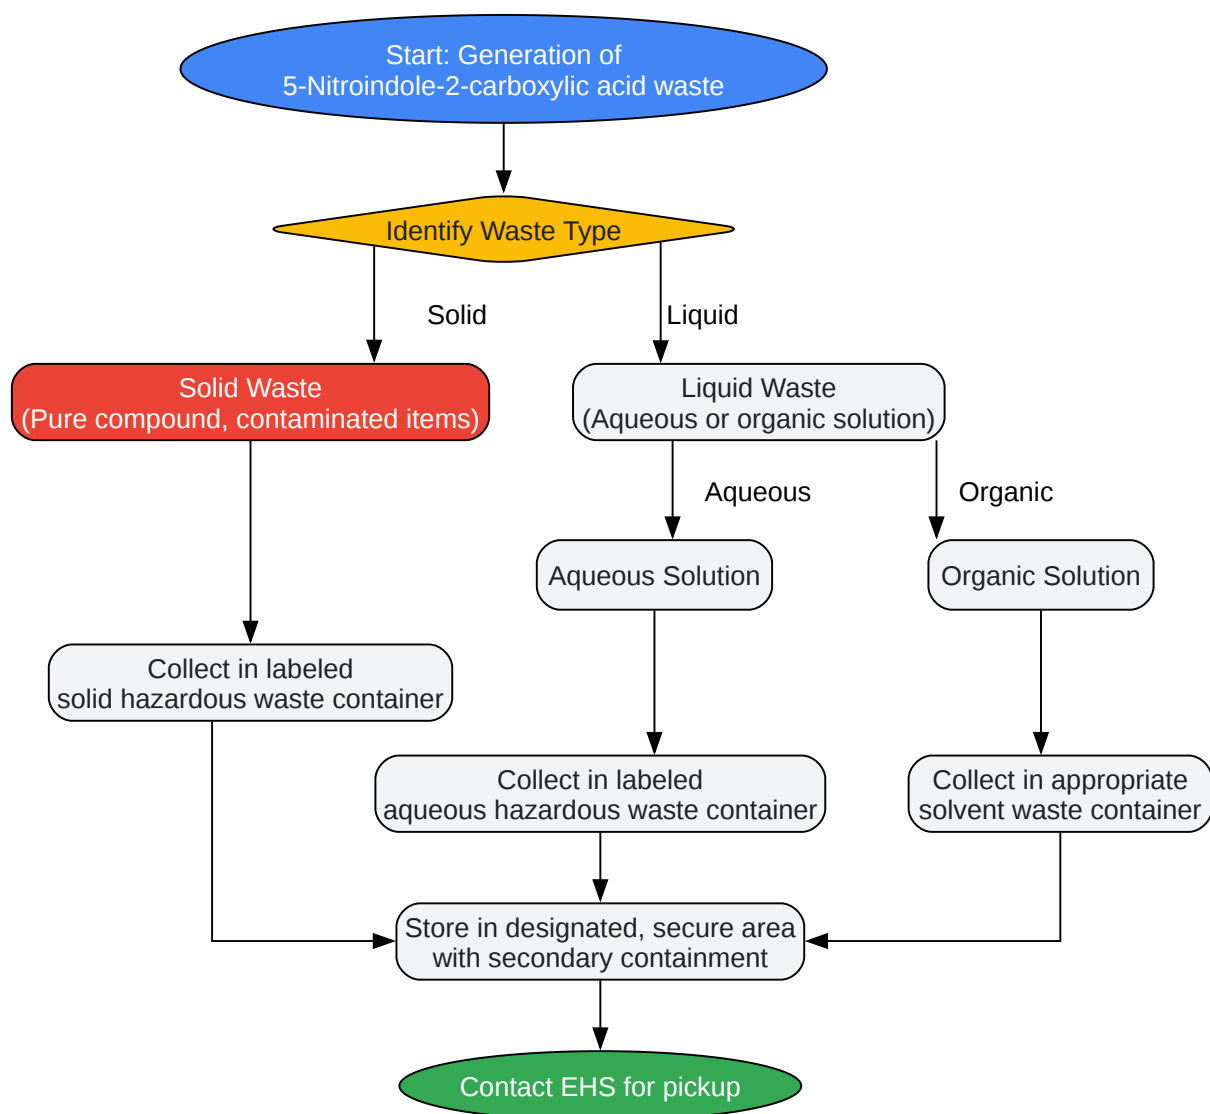 Start: Generation of
5-Nitroindole-2-carboxylic acid waste
Identify Waste Type
Solid
Liquid
Solid Waste
(Pure compound, contaminated items)
Liquid Waste
(Aqueous or organic solution)
Aqueous
Organic
Aqueous Solution
Organic Solution
Collect in labeled
solid hazardous waste container
Collect in labeled
aqueous hazardous waste container
Collect in appropriate
solvent waste container
Store in designated, secure area
with secondary containment
Contact EHS for pickup